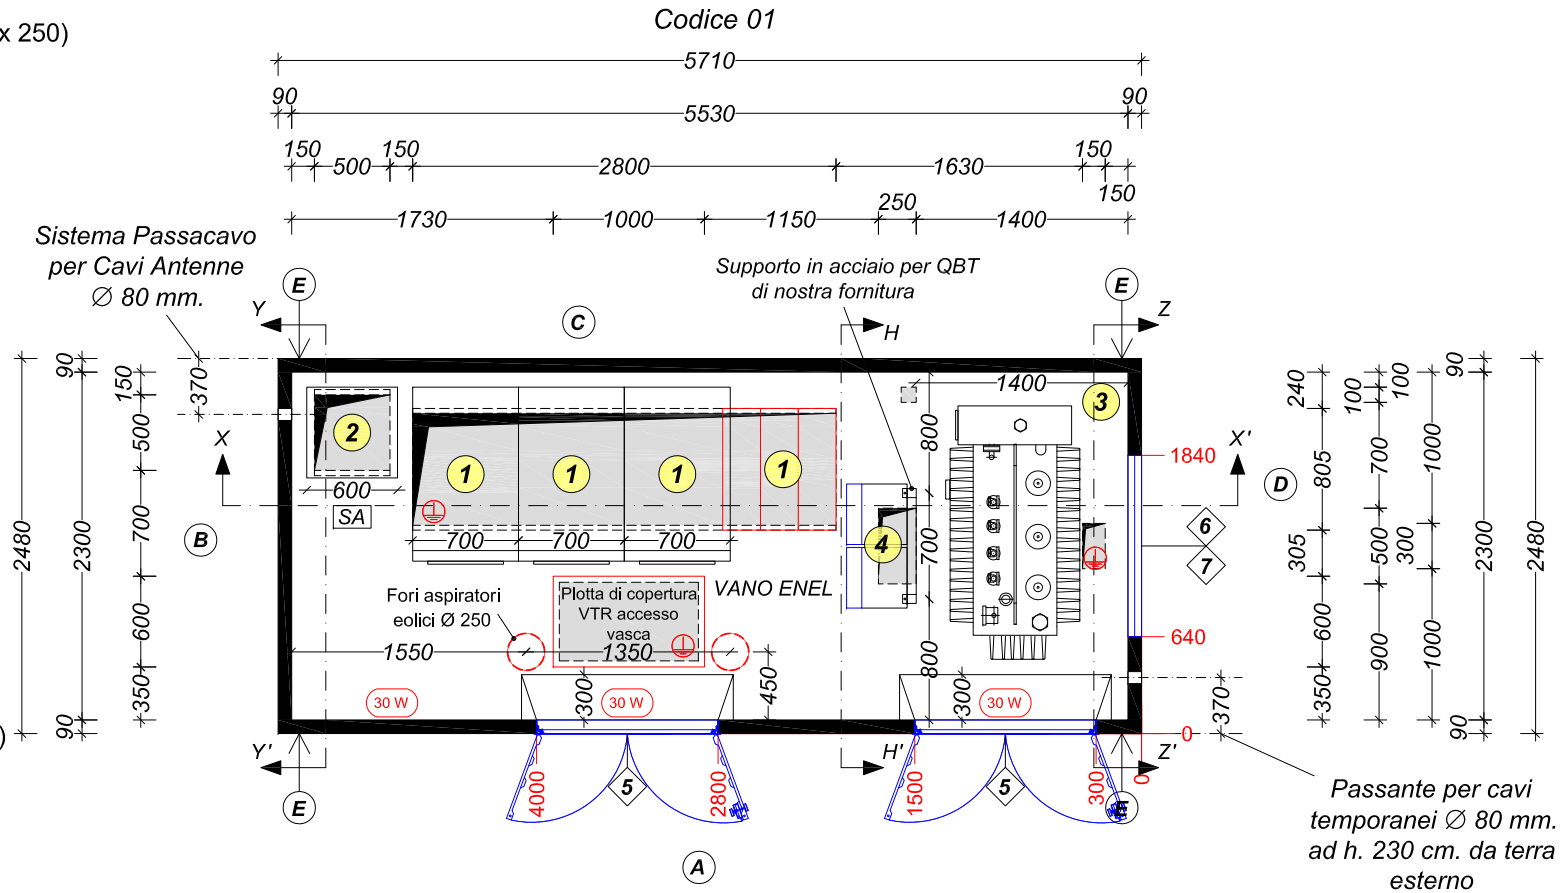 x 250)
Codice 01
5710
90
5530
90
150
500
150
2800
1630
150
150
1730
1000
1150
250
1400
Sistema Passacavo
per Cavi Antenne
Ø 80 mm.
Supporto in acciaio per QBT
di nostra fornitura
E
E
Y
C
H
Z
2480
90
2300
90
150
500
700
600
350
370
X
B
2
600
SA
1
1
1
1
700
700
700
800
700
800
1400
3
4
1840
640
0
X'
D
6
7
240
805
305
600
350
100
700
500
900
100
1000
300
1000
90
2300
90
2480
370
Fori aspiratori
eolici Ø 250
Plotta di copertura
VTR accesso
vasca
VANO ENEL
1550
1350
450
300
300
30 W
30 W
30 W
)
Y'
H'
Z'
E
E
4000
2800
1500
300
0
5
5
A
Passante per cavi
temporanei Ø 80 mm.
ad h. 230 cm. da terra
esterno